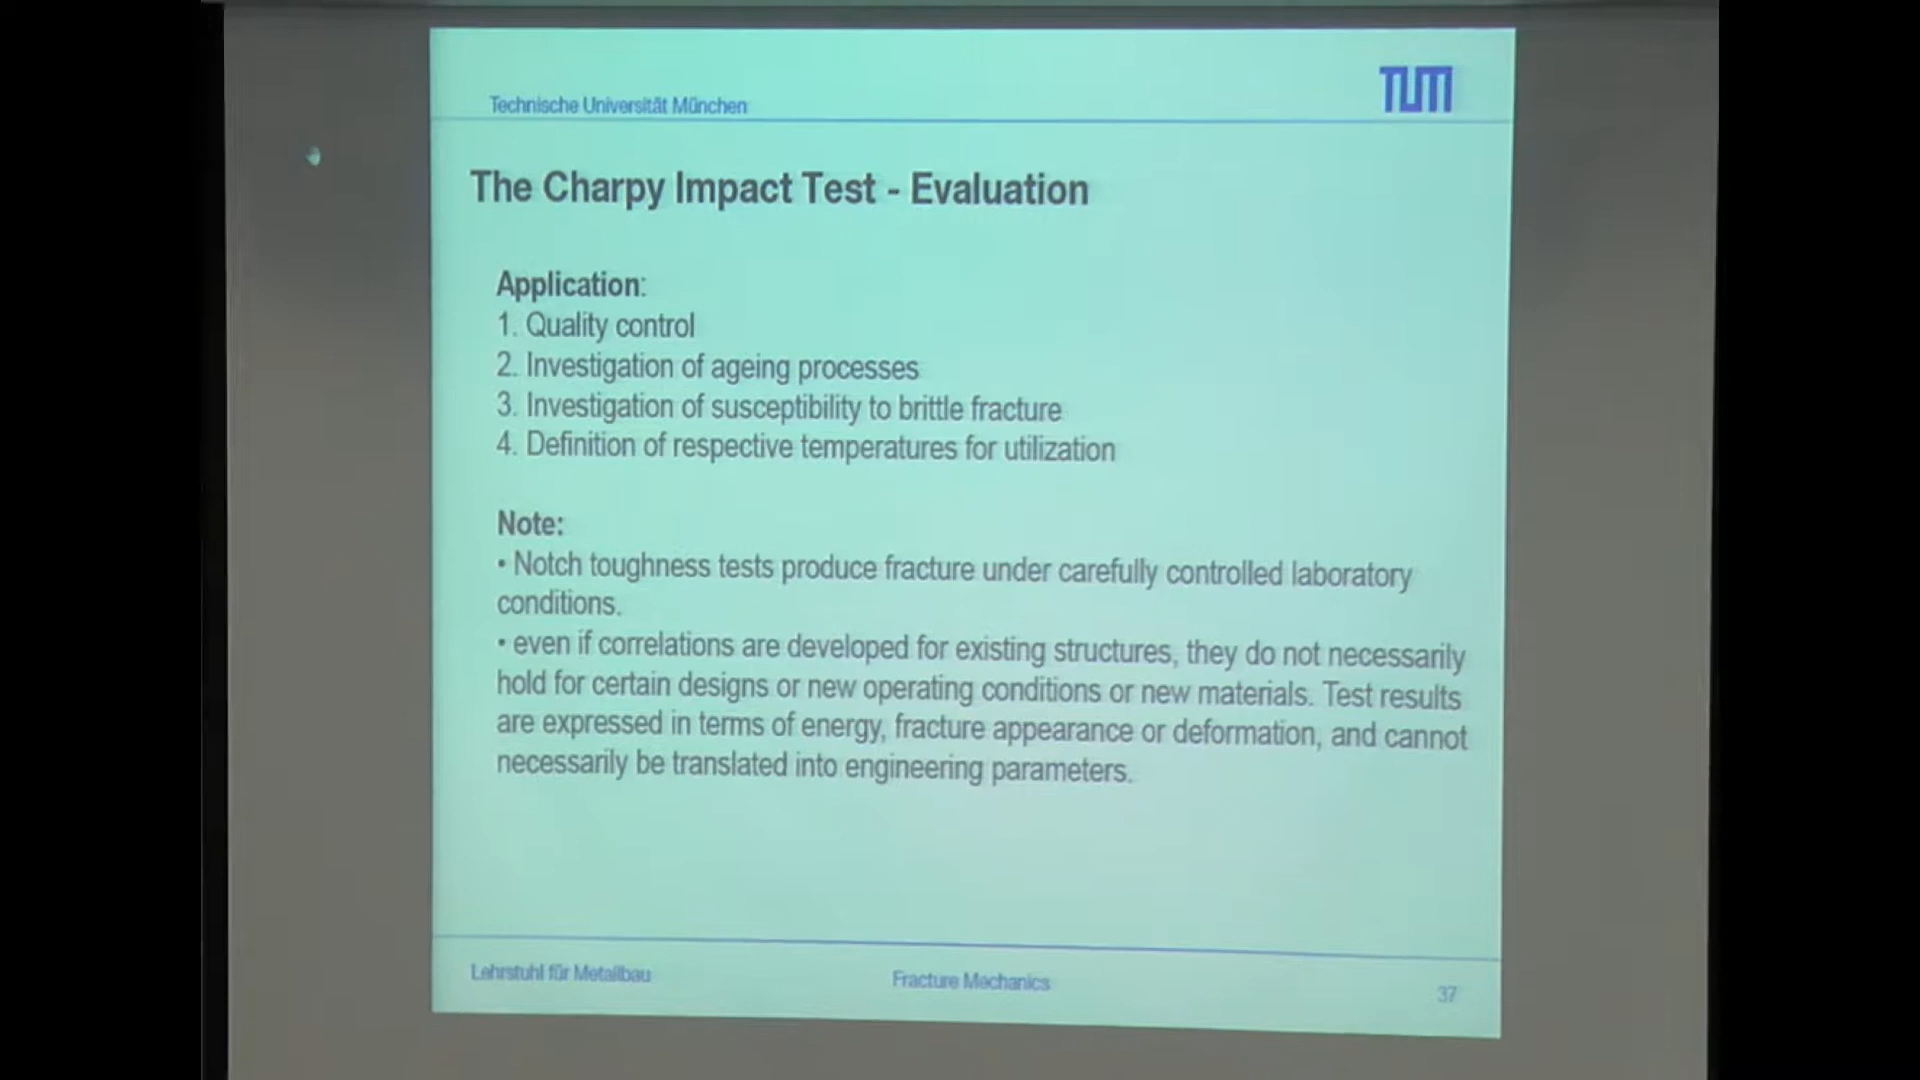 Technische Universität München
TUM
The Charpy Impact Test - Evaluation
Application:
1. Quality control
2. Investigation of ageing processes
3. Investigation of susceptibility to brittle fracture
4. Definition of respective temperatures for utilization
Note:
• Notch toughness tests produce fracture under carefully controlled laboratory
conditions.
• even if correlations are developed for existing structures, they do not necessarily
hold for certain designs or new operating conditions or new materials. Test results
are expressed in terms of energy, fracture appearance or deformation, and cannot
necessarily be translated into engineering parameters.
Lehrstuhl für Metallbau
Fracture Mechanics
37